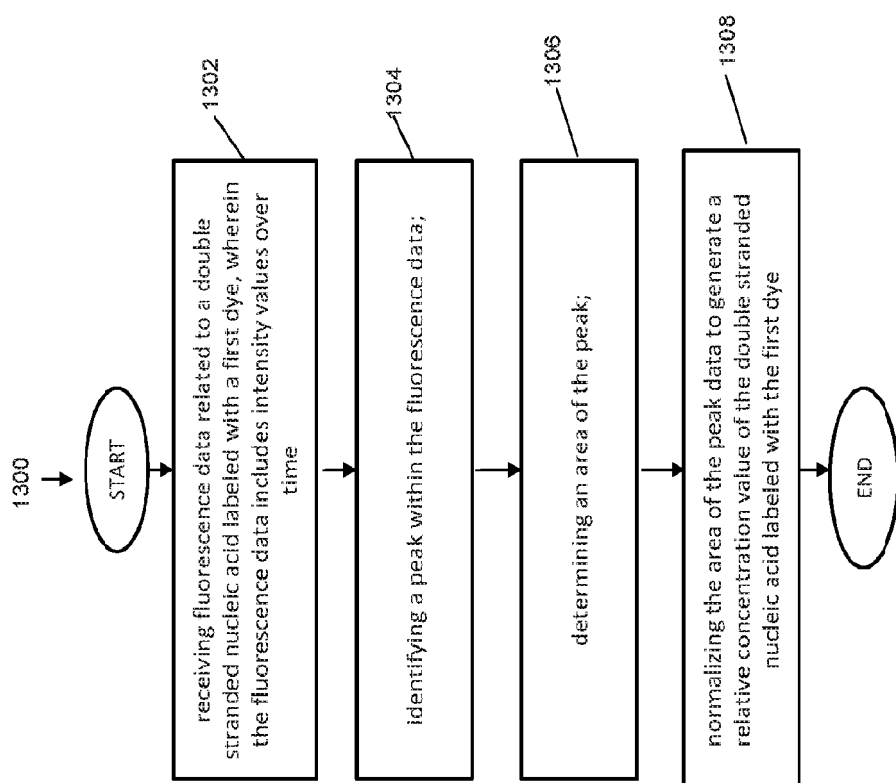 1300
START
receiving fluorescence data related to a double
stranded nucleic acid labeled with a first dye, wherein
the fluorescence data includes intensity values over
time
1302
identifying a peak within the fluorescence data;
1304
determining an area of the peak;
1306
normalizing the area of the peak data to generate a
relative concentration value of the double stranded
nucleic acid labeled with the first dye
1308
END